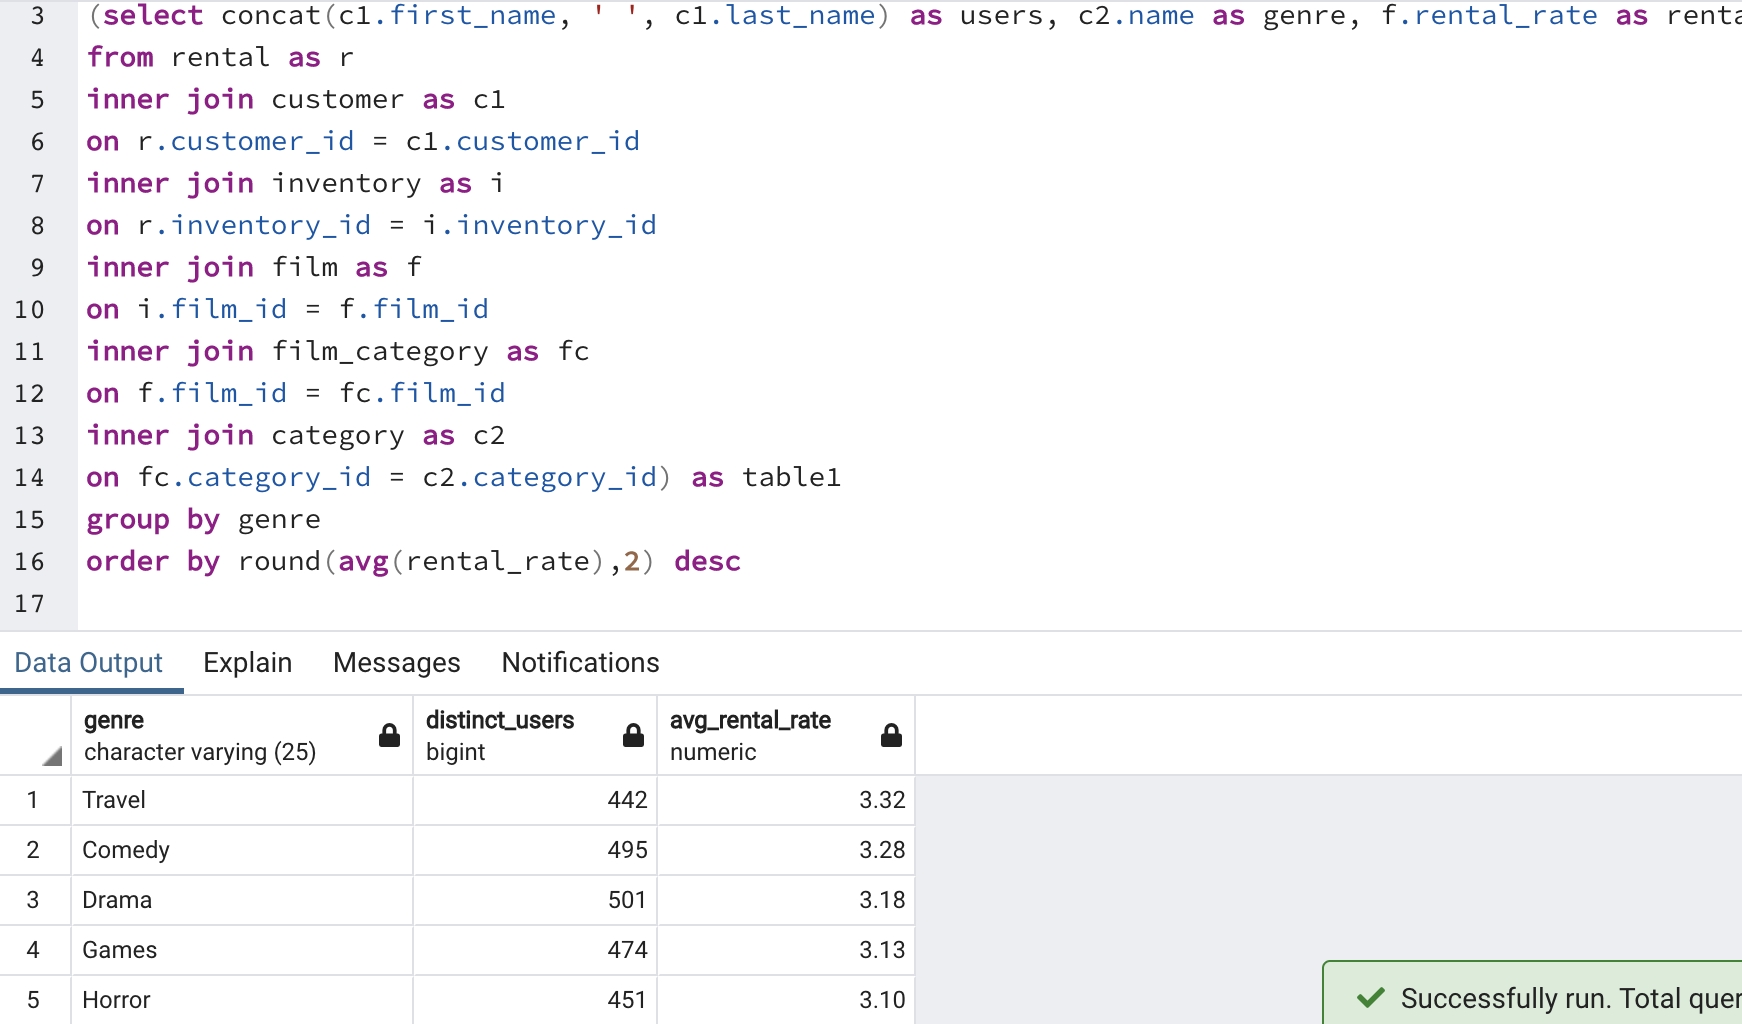 3 (select concat(c1.first_name, ' ', c1.last_name) as users, c2.name as genre, f.rental_rate as
4 from rental as r
5 inner join customer as c1
6 on r.customer_id = c1.customer_id
7 inner join inventory as i
8 on r.inventory_id = i.inventory_id
9 inner join film as f
10 on i.film_id = f.film_id
11 inner join film_category as fc
12 on f.film_id = fc.film_id
13 inner join category as c2
14 on fc.category_id = c2.category_id) as table1
15 group by genre
16 order by round(avg(rental_rate),2) desc
17
Data Output Explain Messages Notifications
genre distinct_users avg_rental_rate
character varying (25) bigint numeric
1 Travel 442 3.32
2 Comedy 495 3.28
3 Drama 501 3.18
4 Games 474 3.13
5 Horror 451 3.10
Successfully run. Total